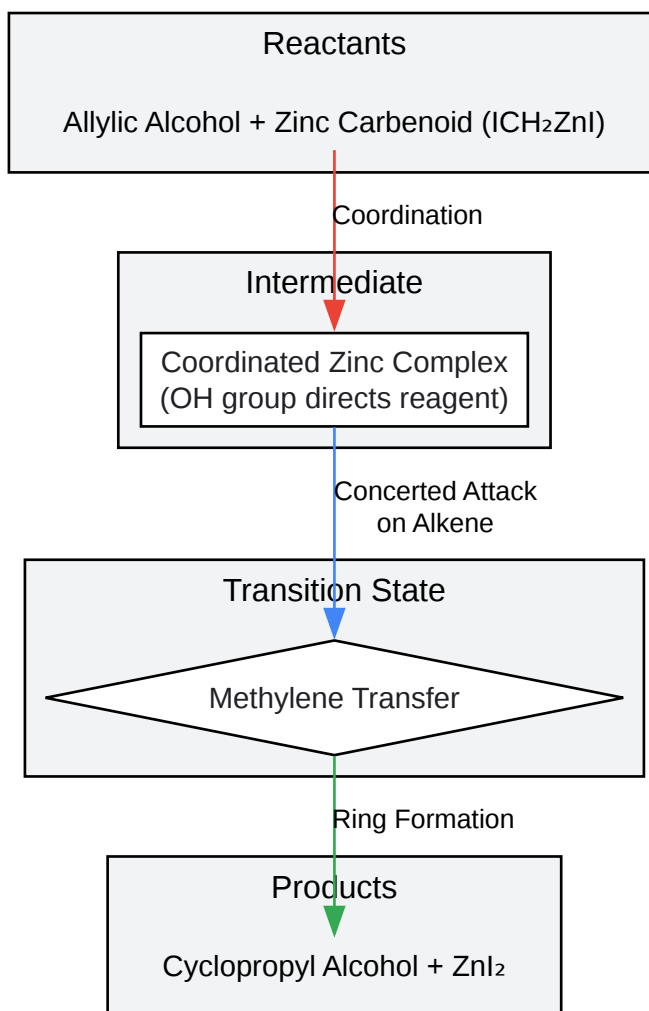 Reactants
Allylic Alcohol + Zinc Carbenoid (ICH₂ZnI)
Coordination
Intermediate
Coordinated Zinc Complex
(OH group directs reagent)
Concerted Attack
on Alkene
Transition State
Methylene Transfer
Ring Formation
Products
Cyclopropyl Alcohol + ZnI₂